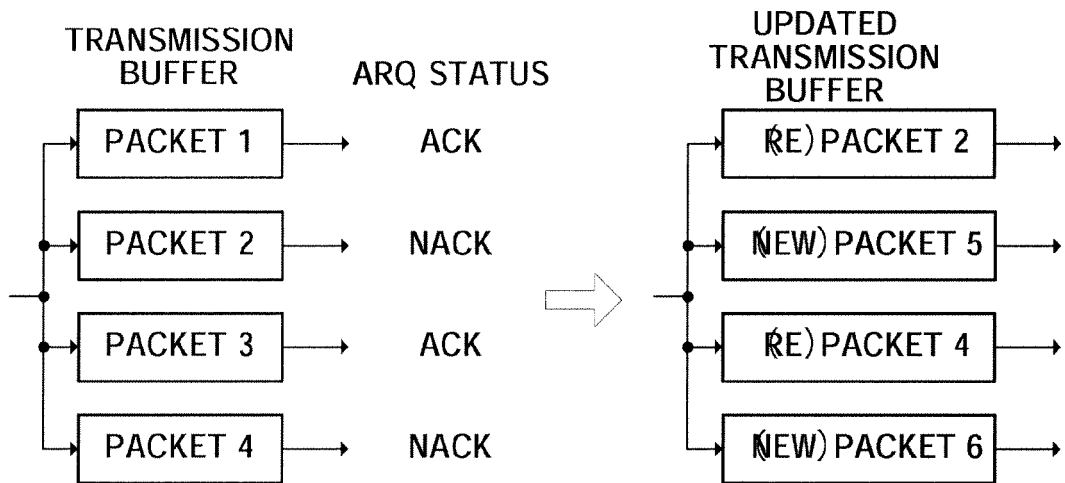 TRANSMISSION
BUFFER
ARQ STATUS
UPDATED
TRANSMISSION
BUFFER
PACKET 1
ACK
(RE) PACKET 2
PACKET 2
NACK
(NEW) PACKET 5
PACKET 3
ACK
(RE) PACKET 4
PACKET 4
NACK
(NEW) PACKET 6